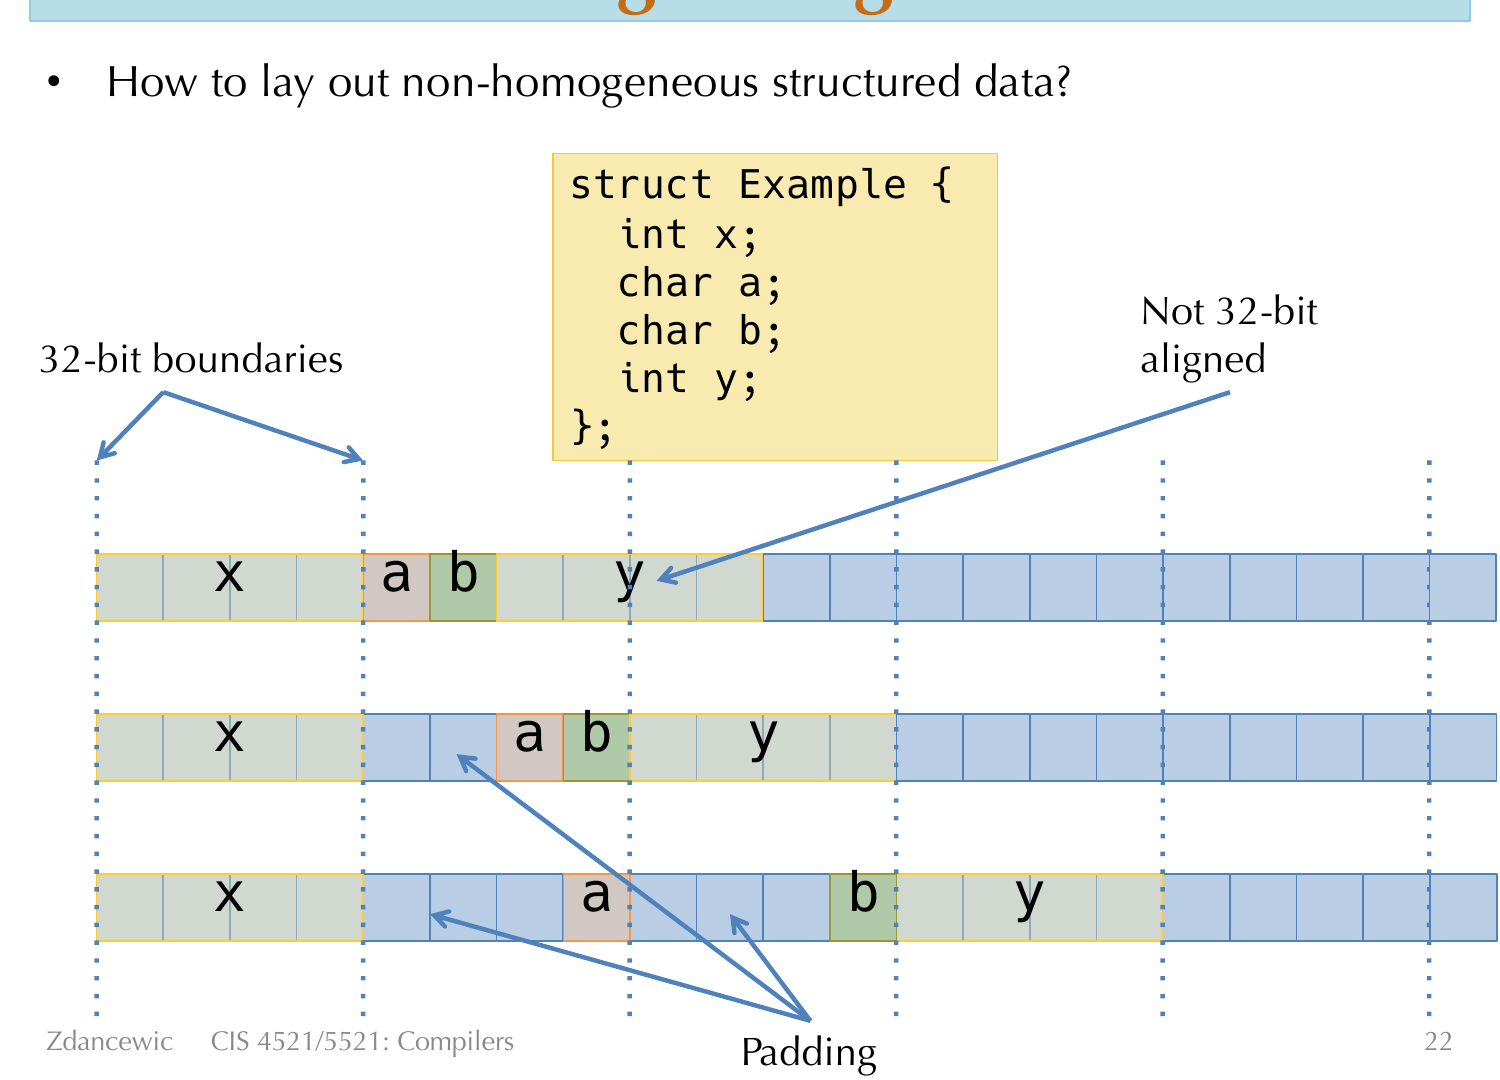 • How to lay out non-homogeneous structured data?
struct Example {
int x;
char a;
char b;
int y;
};
32-bit boundaries
Not 32-bit
aligned
x a b y
x a b y
x a b y
Padding
Zdancewic CIS 4521/5521: Compilers 22